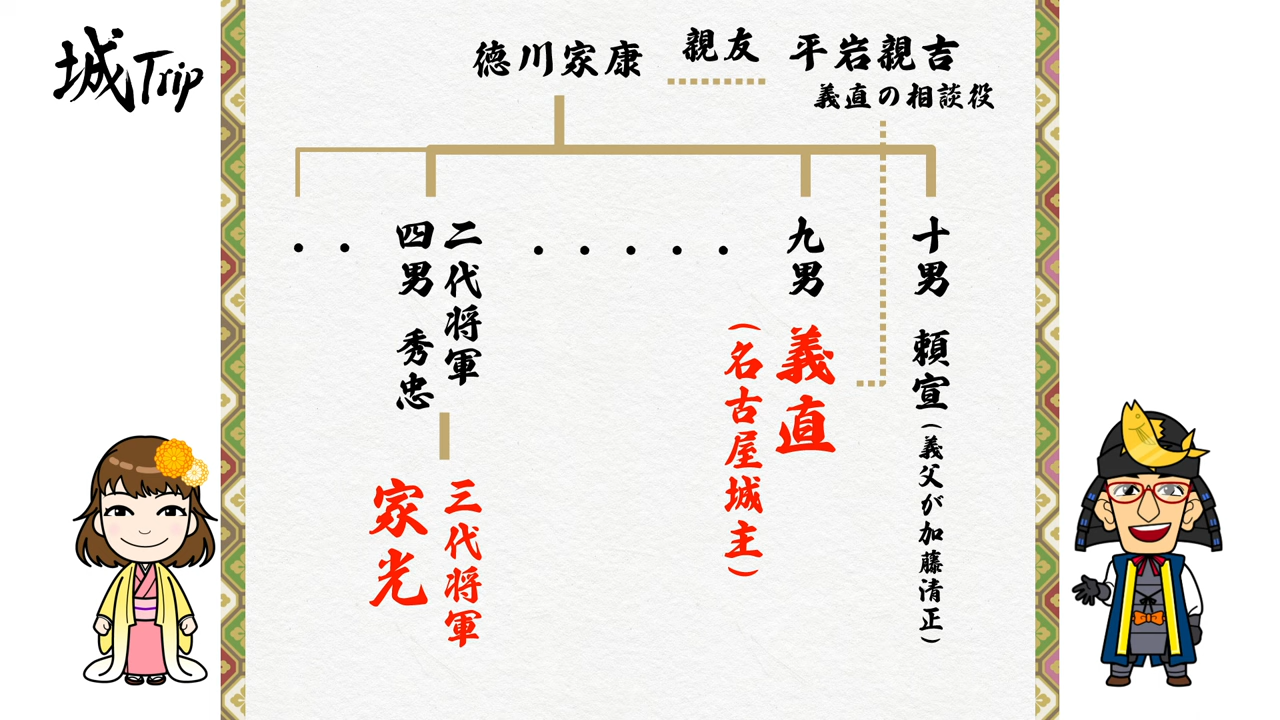 城Trip
徳川家康
親友
平岩親吉
義直の相談役
十男 頼宣(義父が加藤清正)
九男 義直
(名古屋城主)
二代将軍
四男 秀忠
三代将軍
家光